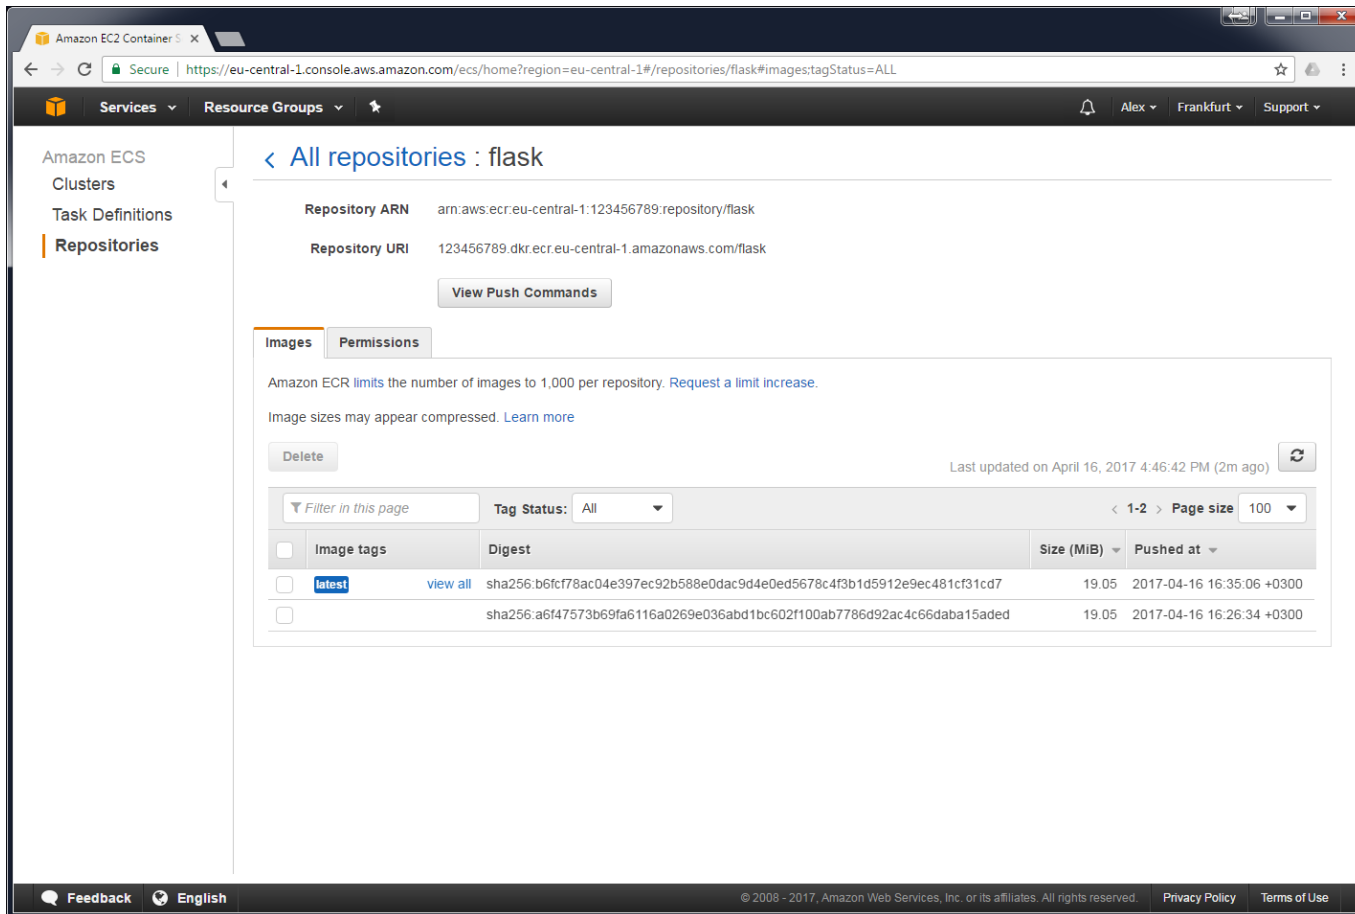 Amazon EC2 Container S
Secure https://eu-central-1.console.aws.amazon.com/ecs/home?region=eu-central-1#/repositories/flask#images;tagStatus=ALL
Services Resource Groups Alex Frankfurt Support
Amazon ECS
Clusters
Task Definitions
Repositories
All repositories : flask
Repository ARN arn:aws:ecr:eu-central-1:123456789:repository/flask
Repository URI 123456789.dkr.ecr.eu-central-1.amazonaws.com/flask
View Push Commands
Images Permissions
Amazon ECR limits the number of images to 1,000 per repository. Request a limit increase.
Image sizes may appear compressed. Learn more
Delete
Last updated on April 16, 2017 4:46:42 PM (2m ago)
Filter in this page Tag Status: All < 1-2 > Page size 100
Image tags Digest Size (MiB) Pushed at
latest view all sha256:b6fcf78ac04e397ec92b588e0dac9d4e0ed5678c4f3b1d5912e9ec481cf31cd7 19.05 2017-04-16 16:35:06 +0300
sha256:a6f47573b69fa6116a0269e036abd1bc602f100ab7786d92ac4c66daba15aded 19.05 2017-04-16 16:26:34 +0300
Feedback English © 2008 - 2017, Amazon Web Services, Inc. or its affiliates. All rights reserved. Privacy Policy Terms of Use